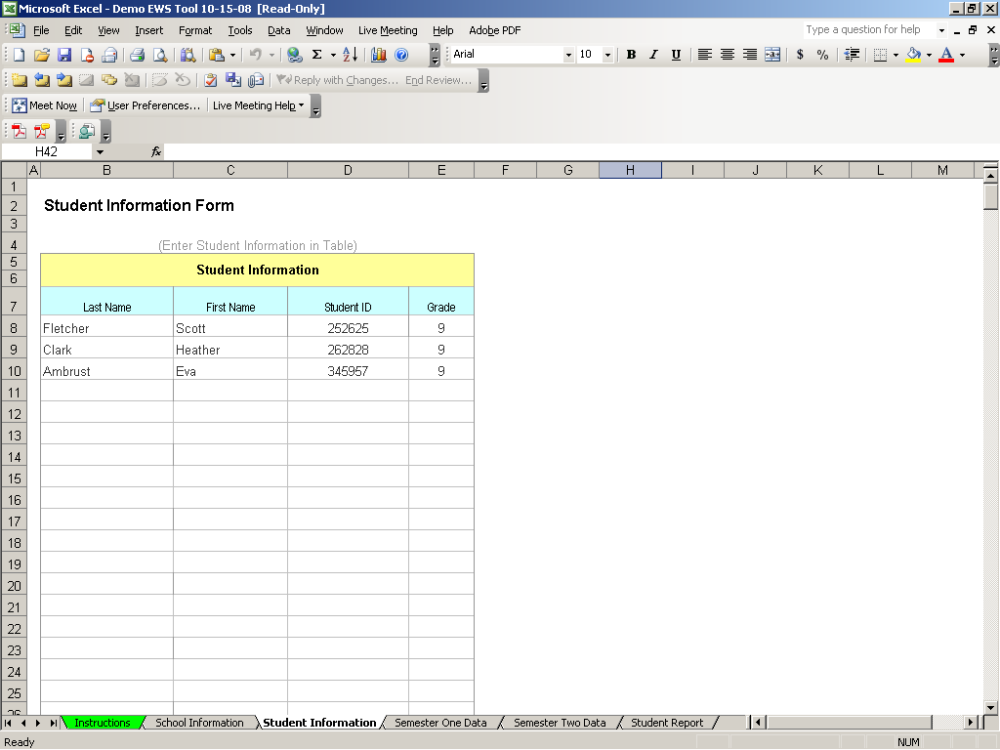 Microsoft Excel - Demo EWS Tool 10-15-08 [Read-Only]
File Edit View Insert Format Tools Data Window Live Meeting Help Adobe PDF Type a question for help
Arial 10 B I U $ %
Reply with Changes... End Review...
Meet Now User Preferences... Live Meeting Help
H42 fx
A B C D E F G H I J K L M
1
2 Student Information Form
3
4 (Enter Student Information in Table)
5
Student Information
6
7 Last Name First Name Student ID Grade
8 Fletcher Scott 252625 9
9 Clark Heather 262828 9
10 Ambrust Eva 345957 9
11
12
13
14
15
16
17
18
19
20
21
22
23
24
25
26
Instructions School Information Student Information Semester One Data Semester Two Data Student Report
Ready NUM